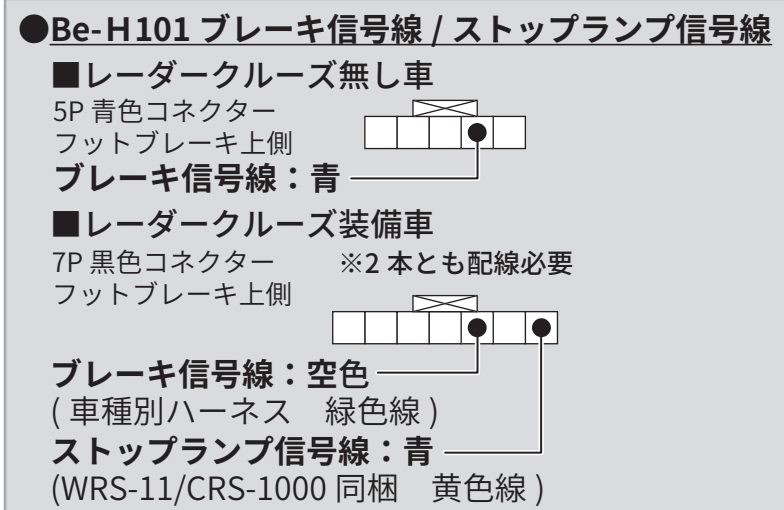 ●Be-H101 ブレーキ信号線 / ストップランプ信号線
■レーダークルーズ無し車
5P 青色コネクター
フットブレーキ上側
ブレーキ信号線：青
■レーダークルーズ装備車
7P 黒色コネクター　※2 本とも配線必要
フットブレーキ上側
ブレーキ信号線：空色
( 車種別ハーネス　緑色線 )
ストップランプ信号線：青
(WRS-11/CRS-1000 同梱　黄色線 )